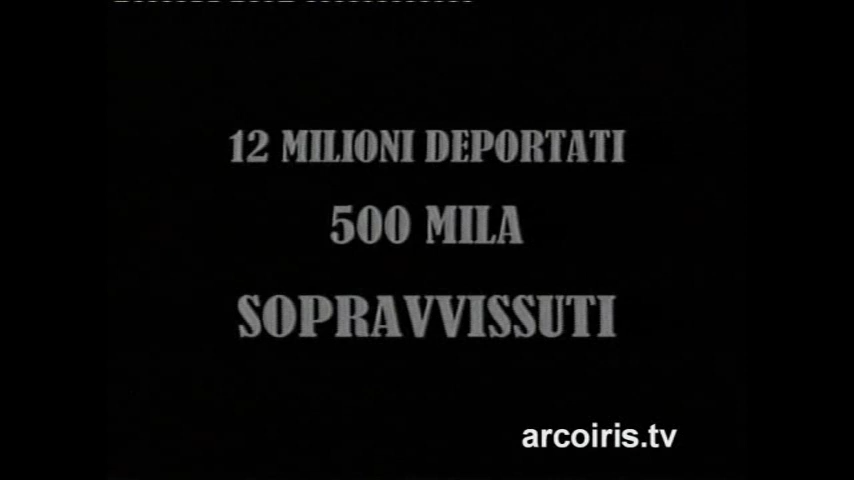 12 MILIONI DEPORTATI
500 MILA
SOPRAVVISSUTI
arcoiris.tv